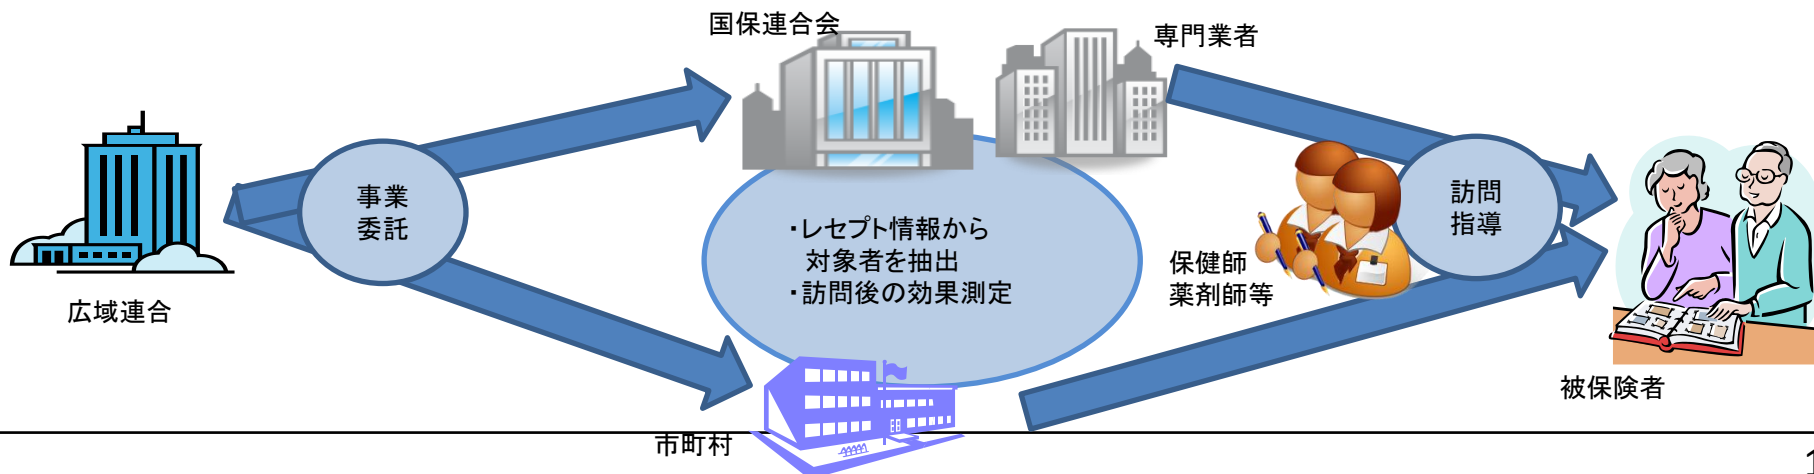 国保連合会
専門業者
事業
委託
・レセプト情報から
対象者を抽出
・訪問後の効果測定
訪問
指導
保健師
薬剤師等
広域連合
被保険者
市町村